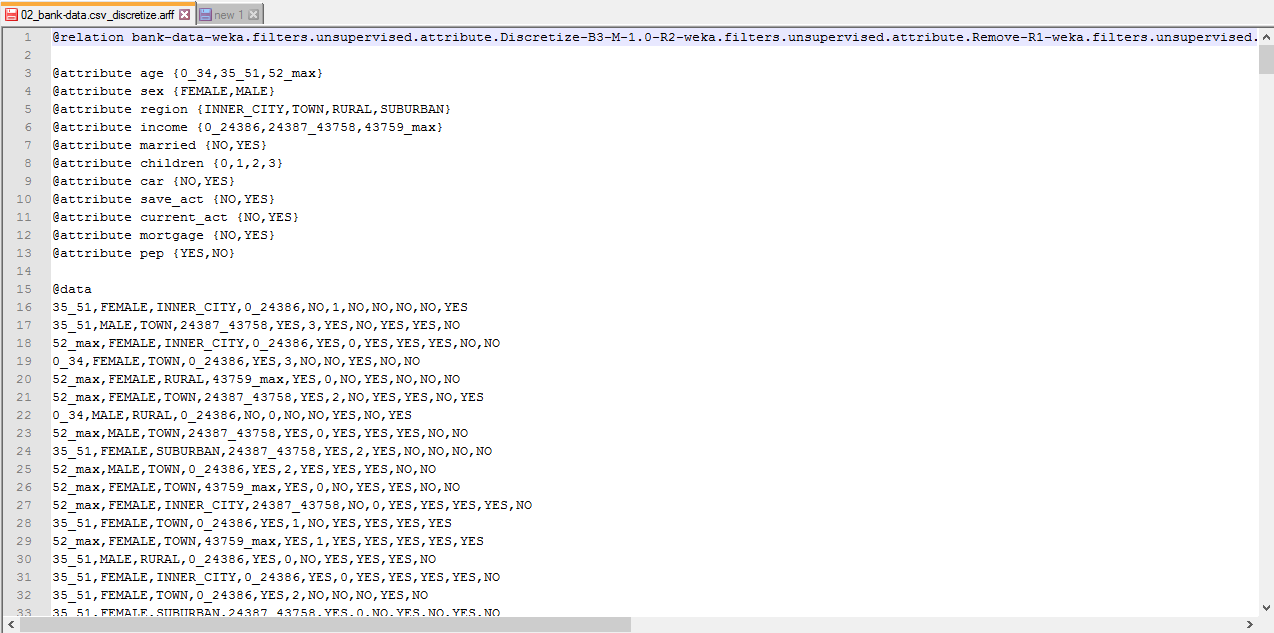 02_bank-data.csv_discretize.arff new 1
1 @relation bank-data-weka.filters.unsupervised.attribute.Discretize-B3-M-1.0-R2-weka.filters.unsupervised.attribute.Remove-R1-weka.filters.unsupervised.
2
3 @attribute age {0_34,35_51,52_max}
4 @attribute sex {FEMALE,MALE}
5 @attribute region {INNER_CITY,TOWN,RURAL,SUBURBAN}
6 @attribute income {0_24386,24387_43758,43759_max}
7 @attribute married {NO,YES}
8 @attribute children {0,1,2,3}
9 @attribute car {NO,YES}
10 @attribute save_act {NO,YES}
11 @attribute current_act {NO,YES}
12 @attribute mortgage {NO,YES}
13 @attribute pep {YES,NO}
14
15 @data
16 35_51,FEMALE,INNER_CITY,0_24386,NO,1,NO,NO,NO,NO,YES
17 35_51,MALE,TOWN,24387_43758,YES,3,YES,NO,YES,YES,NO
18 52_max,FEMALE,INNER_CITY,0_24386,YES,0,YES,YES,YES,NO,NO
19 0_34,FEMALE,TOWN,0_24386,YES,3,NO,NO,YES,NO,NO
20 52_max,FEMALE,RURAL,43759_max,YES,0,NO,YES,NO,NO,NO
21 52_max,FEMALE,TOWN,24387_43758,YES,2,NO,YES,YES,NO,YES
22 0_34,MALE,RURAL,0_24386,NO,0,NO,NO,YES,NO,YES
23 52_max,MALE,TOWN,24387_43758,YES,0,YES,YES,YES,NO,NO
24 35_51,FEMALE,SUBURBAN,24387_43758,YES,2,YES,NO,NO,NO,NO
25 52_max,MALE,TOWN,0_24386,YES,2,YES,YES,YES,NO,NO
26 52_max,FEMALE,TOWN,43759_max,YES,0,NO,YES,YES,NO,NO
27 52_max,FEMALE,INNER_CITY,24387_43758,NO,0,YES,YES,YES,YES,NO
28 35_51,FEMALE,TOWN,0_24386,YES,1,NO,YES,YES,YES,YES
29 52_max,FEMALE,TOWN,43759_max,YES,1,YES,YES,YES,YES,YES
30 35_51,MALE,RURAL,0_24386,YES,0,NO,YES,YES,YES,NO
31 35_51,FEMALE,INNER_CITY,0_24386,YES,0,YES,YES,YES,YES,NO
32 35_51,FEMALE,TOWN,0_24386,YES,2,NO,NO,NO,YES,NO
33 35_51,FEMALE,SUBURBAN,24387_43758,YES,0,NO,YES,NO,YES,NO